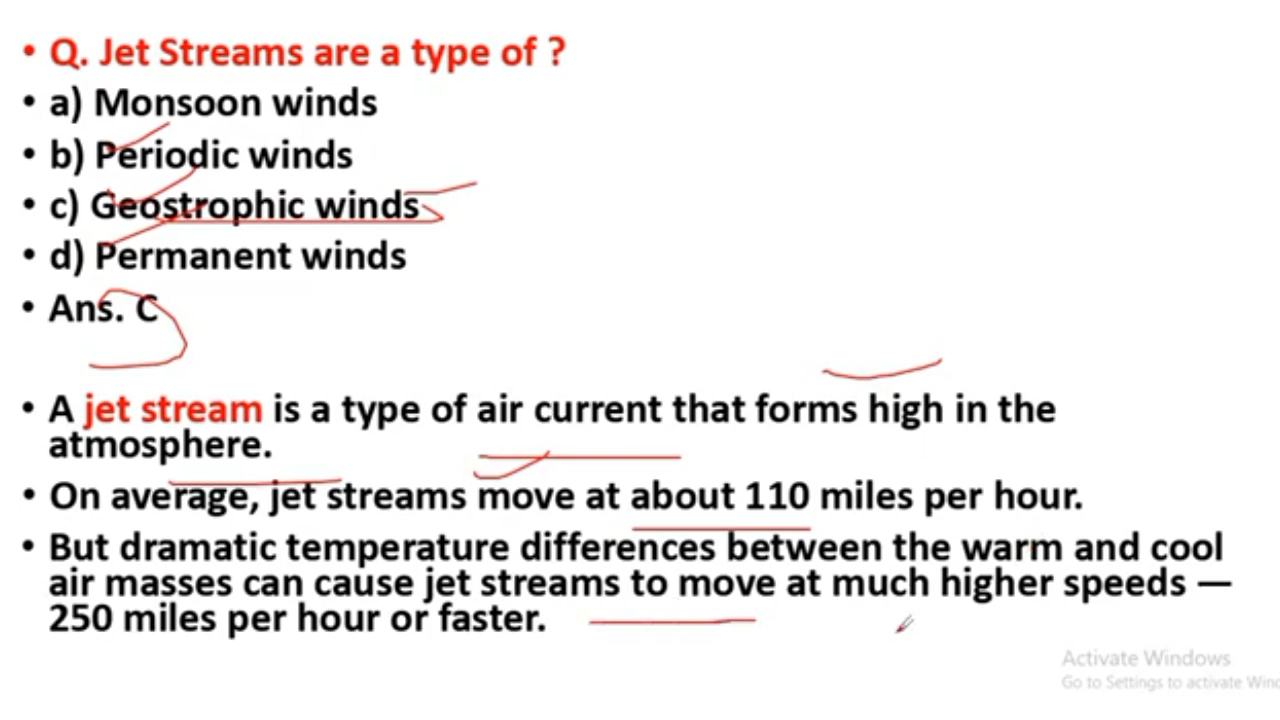 • Q. Jet Streams are a type of ?
• a) Monsoon winds
• b) Periodic winds
• c) Geostrophic winds
• d) Permanent winds
• Ans. C
• A jet stream is a type of air current that forms high in the
atmosphere.
• On average, jet streams move at about 110 miles per hour.
• But dramatic temperature differences between the warm and cool
air masses can cause jet streams to move at much higher speeds —
250 miles per hour or faster.
Activate Windows
Go to Settings to activate Wind